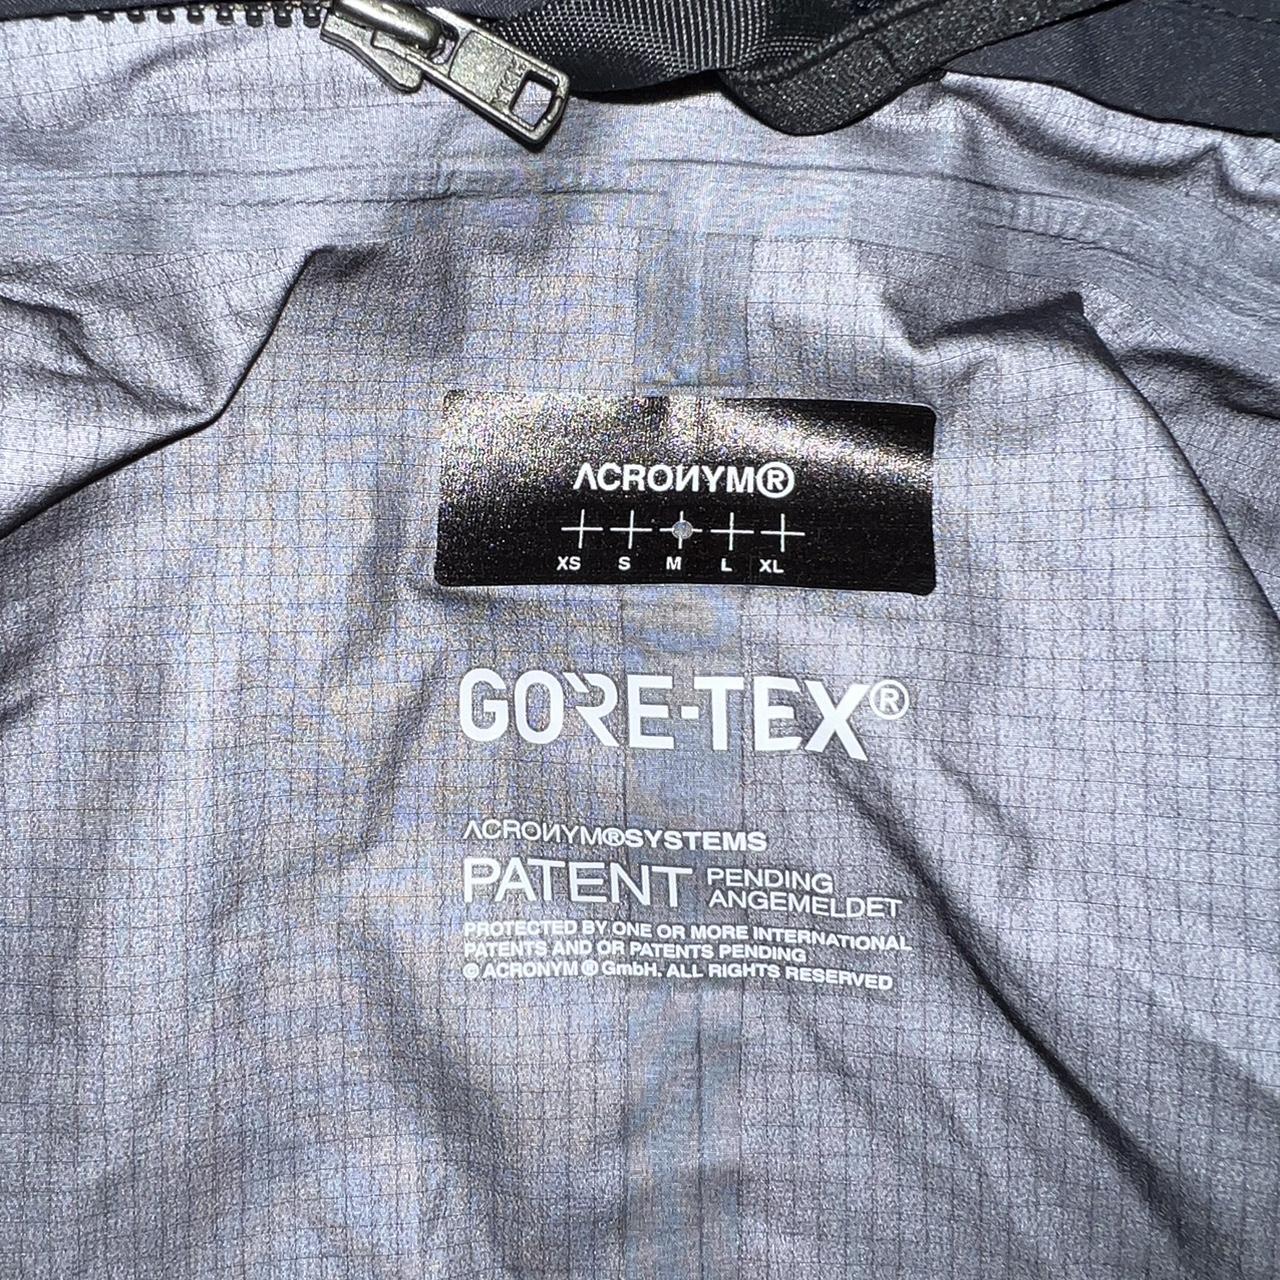 ACRONYM®
XS S M L XL
GORE-TEX®
ACRONYM®SYSTEMS
PATENT PENDING
ANGEMELDET
PROTECTED BY ONE OR MORE INTERNATIONAL
PATENTS AND OR PATENTS PENDING
© ACRONYM ® GmbH. ALL RIGHTS RESERVED